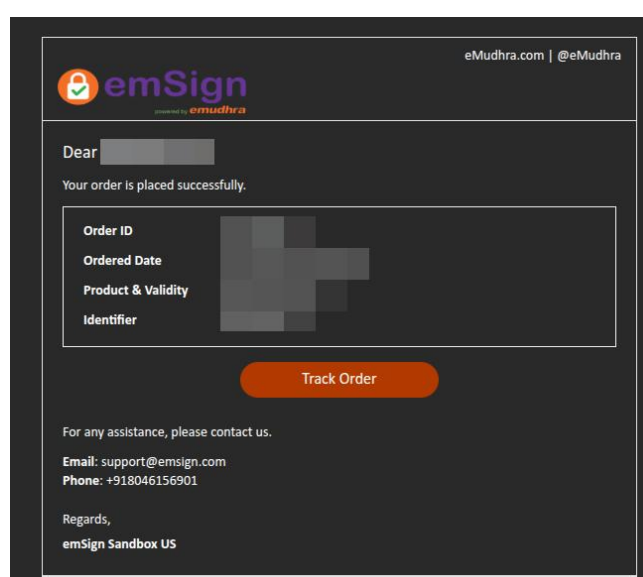 eMudhra.com | @eMudhra
emSign
powered by emudhra
Dear
Your order is placed successfully.
Order ID
Ordered Date
Product & Validity
Identifier
Track Order
For any assistance, please contact us.
Email: support@emsign.com
Phone: +918046156901
Regards,
emSign Sandbox US